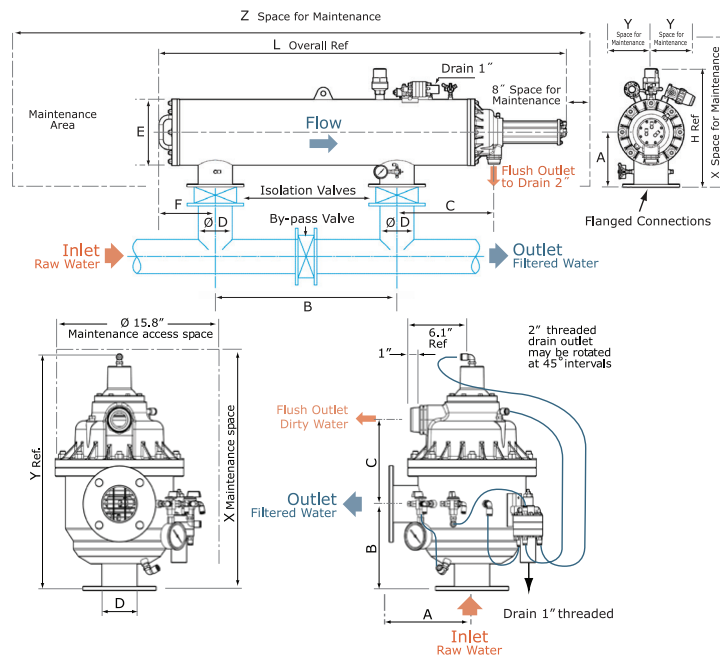 Z Space for Maintenance
L Overall Ref
Y
Space for
Maintenance
Y
Space for
Maintenance
Drain 1"
8" Space for
Maintenance
Maintenance
Area
E
Flow
A
H Ref
X Space for Maintenance
Flush Outlet
to Drain 2"
Isolation Valves
F
Ø D
By-pass Valve
Ø D
C
Flanged Connections
Inlet
Raw Water
Outlet
Filtered Water
B
Ø 15.8"
Maintenance access space
6.1"
Ref
1"
2" threaded
drain outlet
may be rotated
at 45° intervals
Flush Outlet
Dirty Water
Y Ref.
X Maintenance space
C
Outlet
Filtered Water
B
D
A
Drain 1" threaded
Inlet
Raw Water